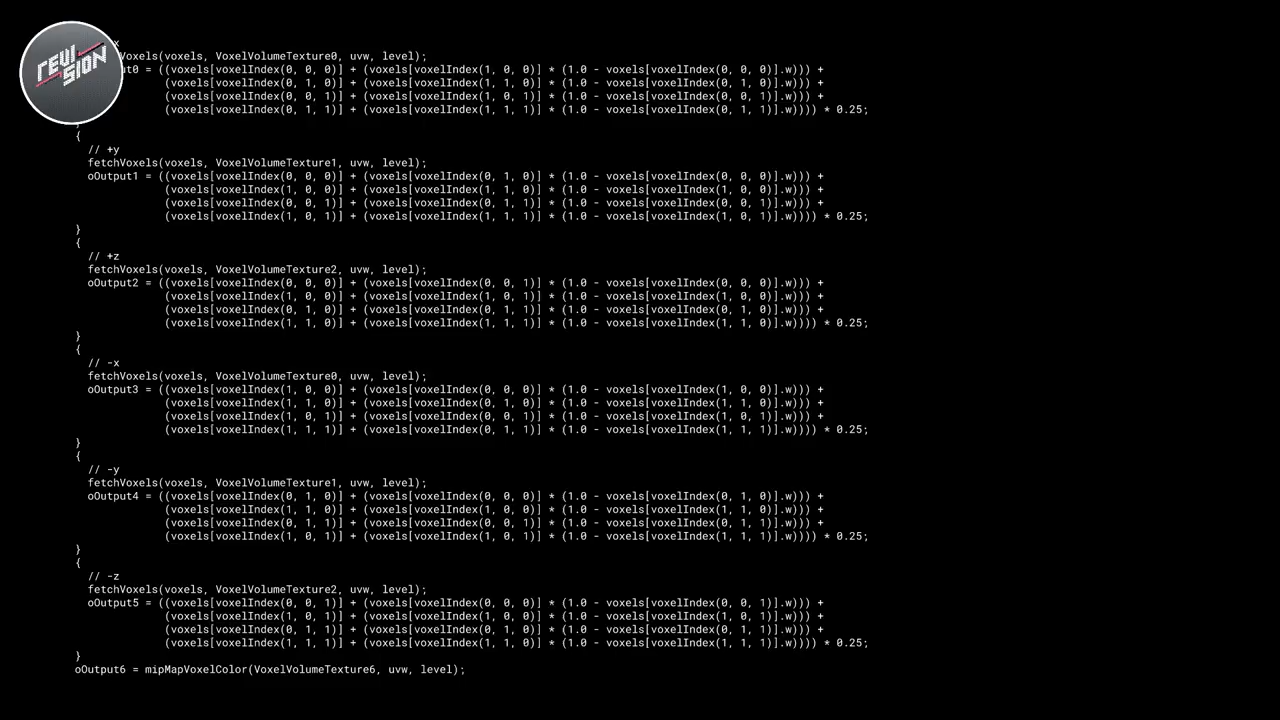 REVISION
x
Voxels(voxels, VoxelVolumeTexture0, uvw, level);
ut0 = ((voxels[voxelIndex(0, 0, 0)] + (voxels[voxelIndex(1, 0, 0)] * (1.0 - voxels[voxelIndex(0, 0, 0)].w))) +
(voxels[voxelIndex(0, 1, 0)] + (voxels[voxelIndex(1, 1, 0)] * (1.0 - voxels[voxelIndex(0, 1, 0)].w))) +
(voxels[voxelIndex(0, 0, 1)] + (voxels[voxelIndex(1, 0, 1)] * (1.0 - voxels[voxelIndex(0, 0, 1)].w))) +
(voxels[voxelIndex(0, 1, 1)] + (voxels[voxelIndex(1, 1, 1)] * (1.0 - voxels[voxelIndex(0, 1, 1)].w)))) * 0.25;
}
{
// +y
fetchVoxels(voxels, VoxelVolumeTexture1, uvw, level);
oOutput1 = ((voxels[voxelIndex(0, 0, 0)] + (voxels[voxelIndex(0, 1, 0)] * (1.0 - voxels[voxelIndex(0, 0, 0)].w))) +
(voxels[voxelIndex(1, 0, 0)] + (voxels[voxelIndex(1, 1, 0)] * (1.0 - voxels[voxelIndex(1, 0, 0)].w))) +
(voxels[voxelIndex(0, 0, 1)] + (voxels[voxelIndex(0, 1, 1)] * (1.0 - voxels[voxelIndex(0, 0, 1)].w))) +
(voxels[voxelIndex(1, 0, 1)] + (voxels[voxelIndex(1, 1, 1)] * (1.0 - voxels[voxelIndex(1, 0, 1)].w)))) * 0.25;
}
{
// +z
fetchVoxels(voxels, VoxelVolumeTexture2, uvw, level);
oOutput2 = ((voxels[voxelIndex(0, 0, 0)] + (voxels[voxelIndex(0, 0, 1)] * (1.0 - voxels[voxelIndex(0, 0, 0)].w))) +
(voxels[voxelIndex(1, 0, 0)] + (voxels[voxelIndex(1, 0, 1)] * (1.0 - voxels[voxelIndex(1, 0, 0)].w))) +
(voxels[voxelIndex(0, 1, 0)] + (voxels[voxelIndex(0, 1, 1)] * (1.0 - voxels[voxelIndex(0, 1, 0)].w))) +
(voxels[voxelIndex(1, 1, 0)] + (voxels[voxelIndex(1, 1, 1)] * (1.0 - voxels[voxelIndex(1, 1, 0)].w)))) * 0.25;
}
{
// -x
fetchVoxels(voxels, VoxelVolumeTexture0, uvw, level);
oOutput3 = ((voxels[voxelIndex(1, 0, 0)] + (voxels[voxelIndex(0, 0, 0)] * (1.0 - voxels[voxelIndex(1, 0, 0)].w))) +
(voxels[voxelIndex(1, 1, 0)] + (voxels[voxelIndex(0, 1, 0)] * (1.0 - voxels[voxelIndex(1, 1, 0)].w))) +
(voxels[voxelIndex(1, 0, 1)] + (voxels[voxelIndex(0, 0, 1)] * (1.0 - voxels[voxelIndex(1, 0, 1)].w))) +
(voxels[voxelIndex(1, 1, 1)] + (voxels[voxelIndex(0, 1, 1)] * (1.0 - voxels[voxelIndex(1, 1, 1)].w)))) * 0.25;
}
{
// -y
fetchVoxels(voxels, VoxelVolumeTexture1, uvw, level);
oOutput4 = ((voxels[voxelIndex(0, 1, 0)] + (voxels[voxelIndex(0, 0, 0)] * (1.0 - voxels[voxelIndex(0, 1, 0)].w))) +
(voxels[voxelIndex(1, 1, 0)] + (voxels[voxelIndex(1, 0, 0)] * (1.0 - voxels[voxelIndex(1, 1, 0)].w))) +
(voxels[voxelIndex(0, 1, 1)] + (voxels[voxelIndex(0, 0, 1)] * (1.0 - voxels[voxelIndex(0, 1, 1)].w))) +
(voxels[voxelIndex(1, 1, 1)] + (voxels[voxelIndex(1, 0, 1)] * (1.0 - voxels[voxelIndex(1, 1, 1)].w)))) * 0.25;
}
{
// -z
fetchVoxels(voxels, VoxelVolumeTexture2, uvw, level);
oOutput5 = ((voxels[voxelIndex(0, 0, 1)] + (voxels[voxelIndex(0, 0, 0)] * (1.0 - voxels[voxelIndex(0, 0, 1)].w))) +
(voxels[voxelIndex(1, 0, 1)] + (voxels[voxelIndex(1, 0, 0)] * (1.0 - voxels[voxelIndex(1, 0, 1)].w))) +
(voxels[voxelIndex(0, 1, 1)] + (voxels[voxelIndex(0, 1, 0)] * (1.0 - voxels[voxelIndex(0, 1, 1)].w))) +
(voxels[voxelIndex(1, 1, 1)] + (voxels[voxelIndex(1, 1, 0)] * (1.0 - voxels[voxelIndex(1, 1, 1)].w)))) * 0.25;
}
oOutput6 = mipMapVoxelColor(VoxelVolumeTexture6, uvw, level);